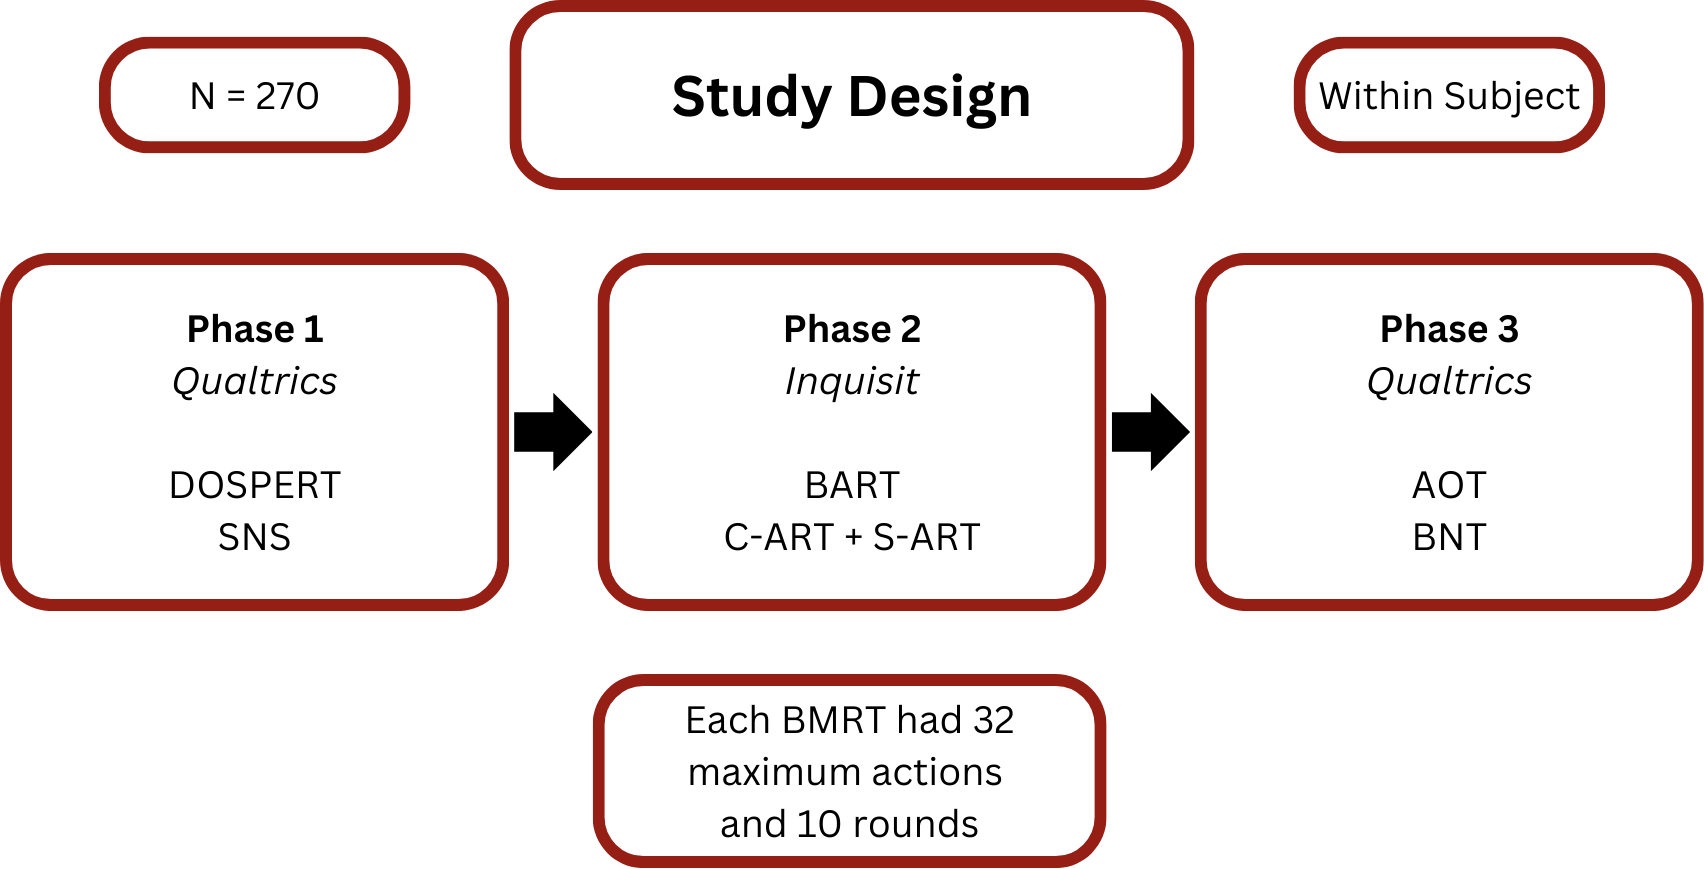 N = 270
Study Design
Within Subject
Phase 1
Qualtrics
DOSPERT
SNS
Phase 2
Inquisit
BART
C-ART + S-ART
Phase 3
Qualtrics
AOT
BNT
Each BMRT had 32
maximum actions
and 10 rounds